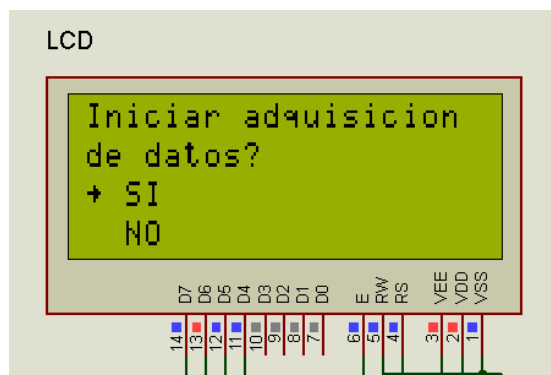 LCD
Iniciar adquisicion
de datos?
→ SI
NO
D7 D6 D5 D4 D3 D2 D1 D0 E RW RS VEE VDD VSS
14 13 12 11 10 9 8 7 6 5 4 3 2 1